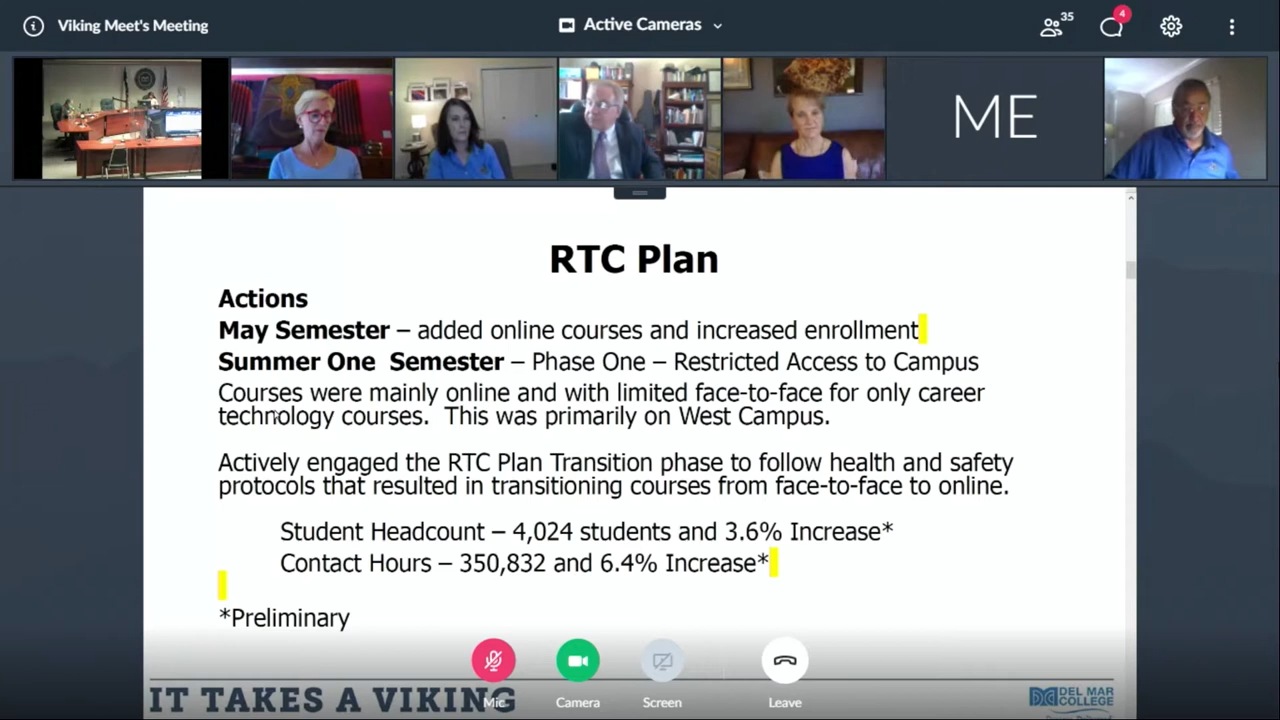 Viking Meet's Meeting
Active Cameras
35
4
ME
RTC Plan
Actions
May Semester – added online courses and increased enrollment
Summer One Semester – Phase One – Restricted Access to Campus
Courses were mainly online and with limited face-to-face for only career
technology courses. This was primarily on West Campus.
Actively engaged the RTC Plan Transition phase to follow health and safety
protocols that resulted in transitioning courses from face-to-face to online.
Student Headcount – 4,024 students and 3.6% Increase*
Contact Hours – 350,832 and 6.4% Increase*
*Preliminary
Mic
Camera
Screen
Leave
IT TAKES A VIKING
DEL MAR
COLLEGE